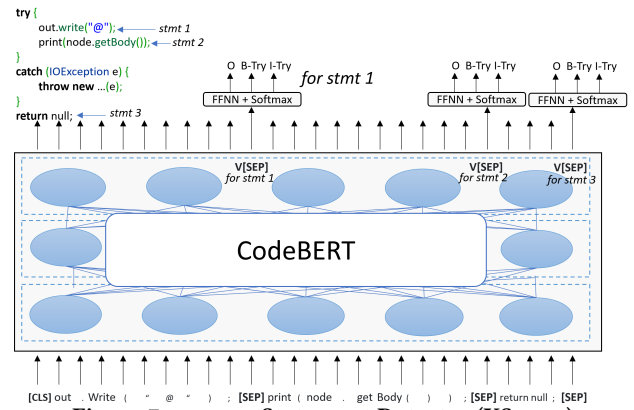 try {
out.write("@"); stmt 1
print(node.getBody()); stmt 2
}
catch (IOException e) {
throw new ...(e);
}
return null; stmt 3
O B-Try I-Try
FFNN + Softmax
for stmt 1
O B-Try I-Try
FFNN + Softmax
O B-Try I-Try
FFNN + Softmax
V[SEP]
for stmt 1
V[SEP]
for stmt 2
V[SEP]
for stmt 3
CodeBERT
[CLS] out . Write ( " @ " ) ; [SEP] print ( node . get Body ( ) ) ; [SEP] return null ; [SEP]